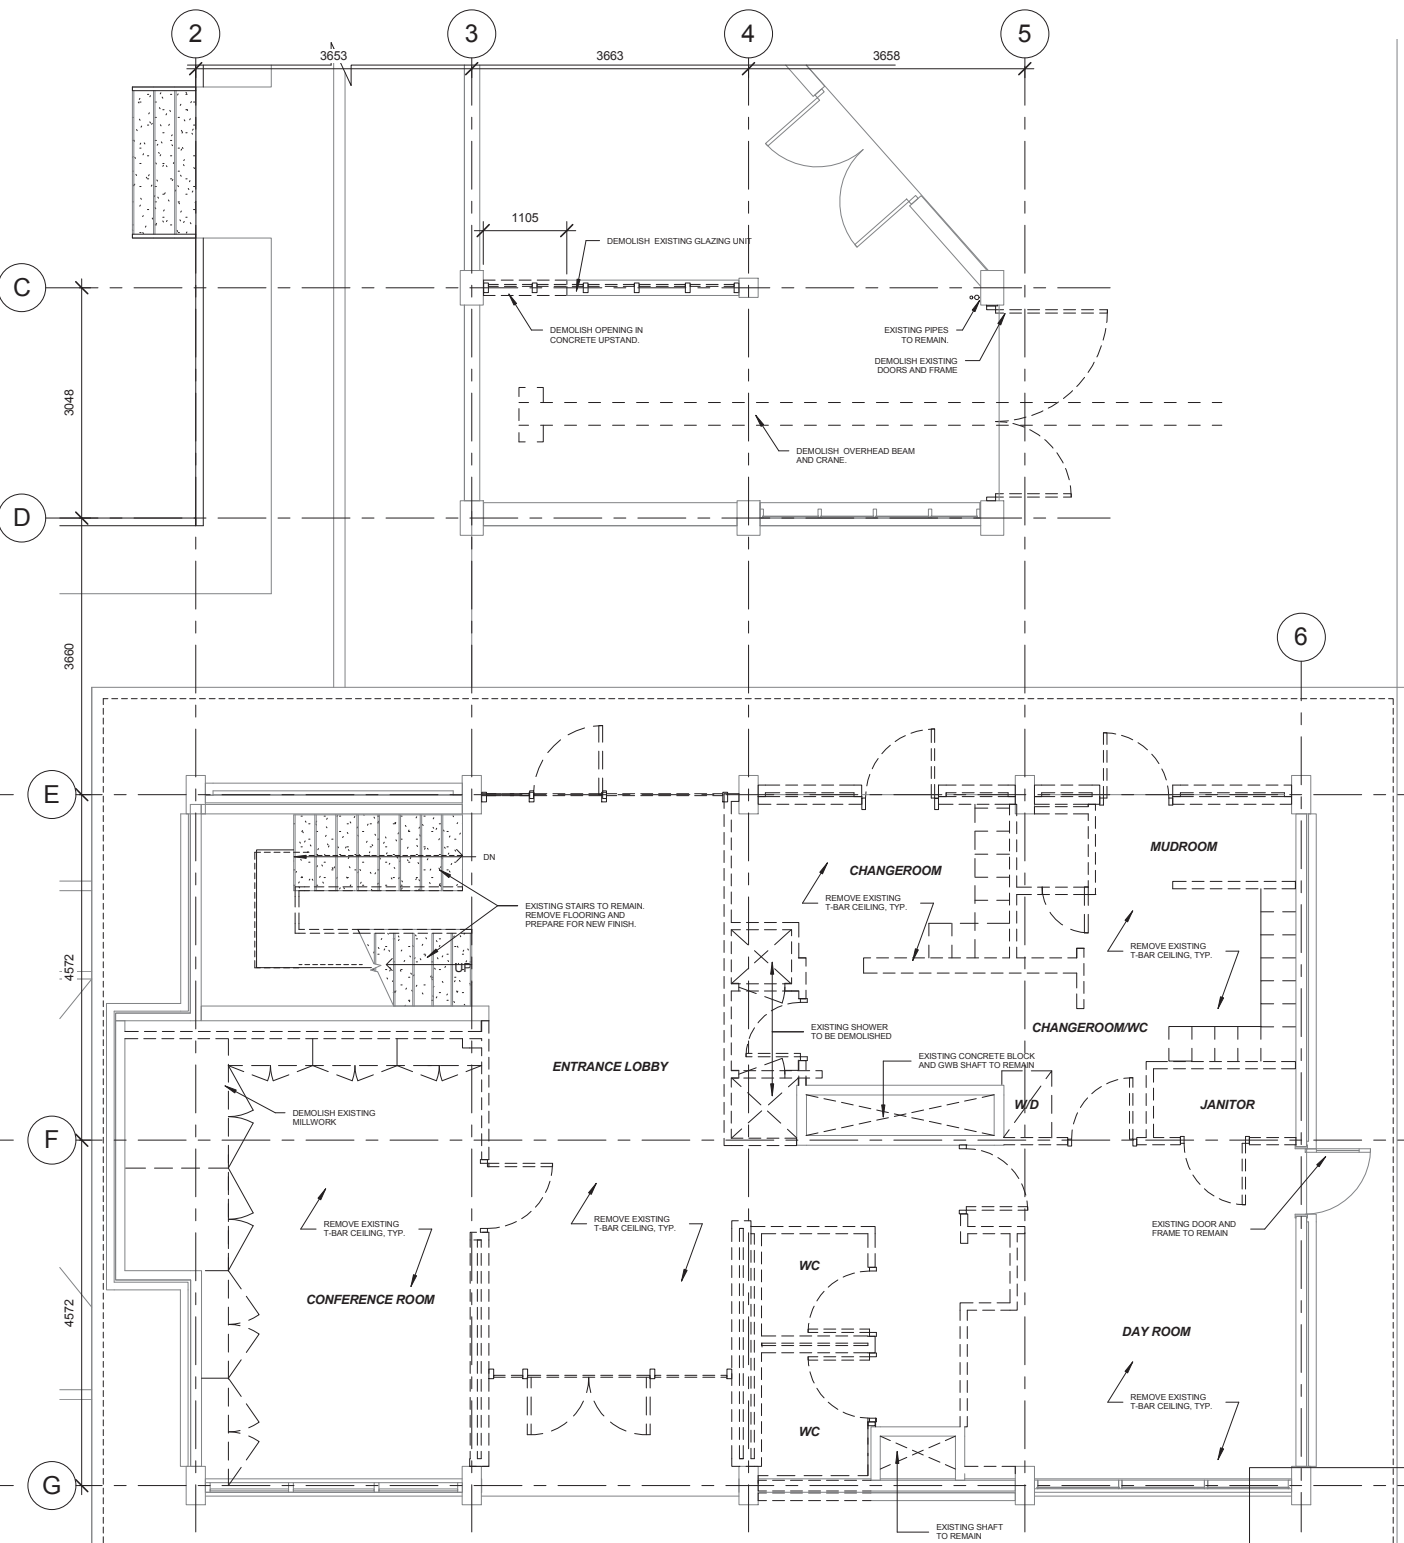 2
3
4
5
3653
3663
3658
1105
DEMOLISH EXISTING GLAZING UNIT
C
DEMOLISH OPENING IN
CONCRETE UPSTAND.
EXISTING PIPES
TO REMAIN.
DEMOLISH EXISTING
DOORS AND FRAME
3048
DEMOLISH OVERHEAD BEAM
AND CRANE.
D
3660
6
E
DN
CHANGEROOM
MUDROOM
REMOVE EXISTING
T-BAR CEILING, TYP.
EXISTING STAIRS TO REMAIN.
REMOVE FLOORING AND
PREPARE FOR NEW FINISH.
REMOVE EXISTING
T-BAR CEILING, TYP.
4572
UP
EXISTING SHOWER
TO BE DEMOLISHED
CHANGEROOM/WC
ENTRANCE LOBBY
EXISTING CONCRETE BLOCK
AND GWB SHAFT TO REMAIN
W/D
JANITOR
DEMOLISH EXISTING
MILLWORK
F
REMOVE EXISTING
T-BAR CEILING, TYP.
REMOVE EXISTING
T-BAR CEILING, TYP.
EXISTING DOOR AND
FRAME TO REMAIN
WC
CONFERENCE ROOM
4572
DAY ROOM
REMOVE EXISTING
T-BAR CEILING, TYP.
WC
G
EXISTING SHAFT
TO REMAIN